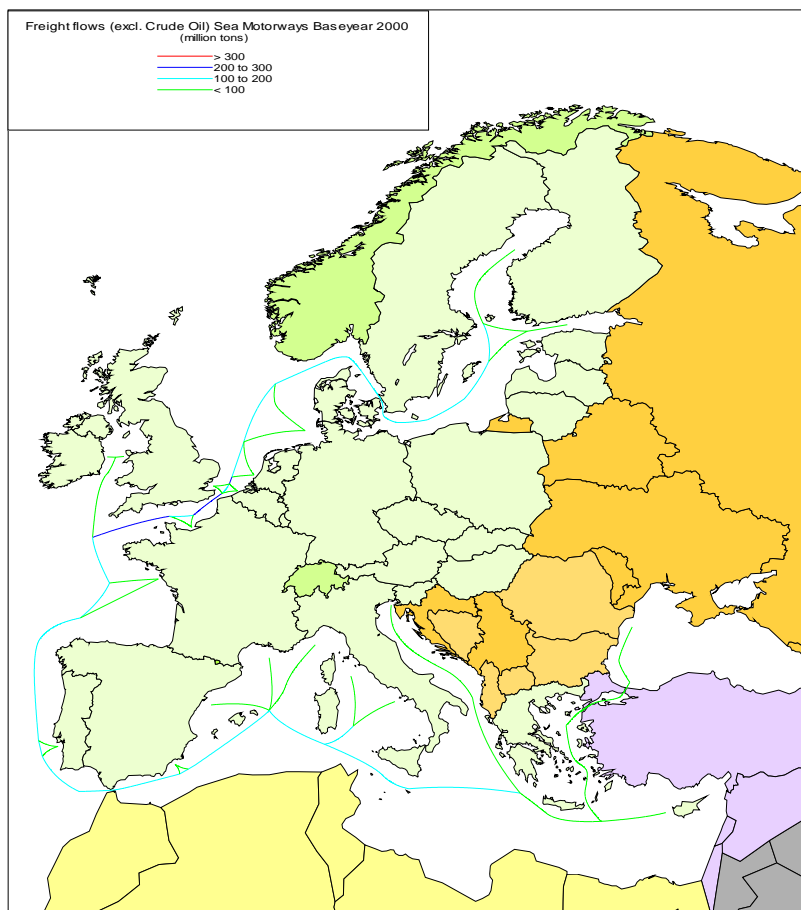 Freight flows (excl. Crude Oil) Sea Motorways Baseyear 2000
(million tons)
> 300
200 to 300
100 to 200
< 100